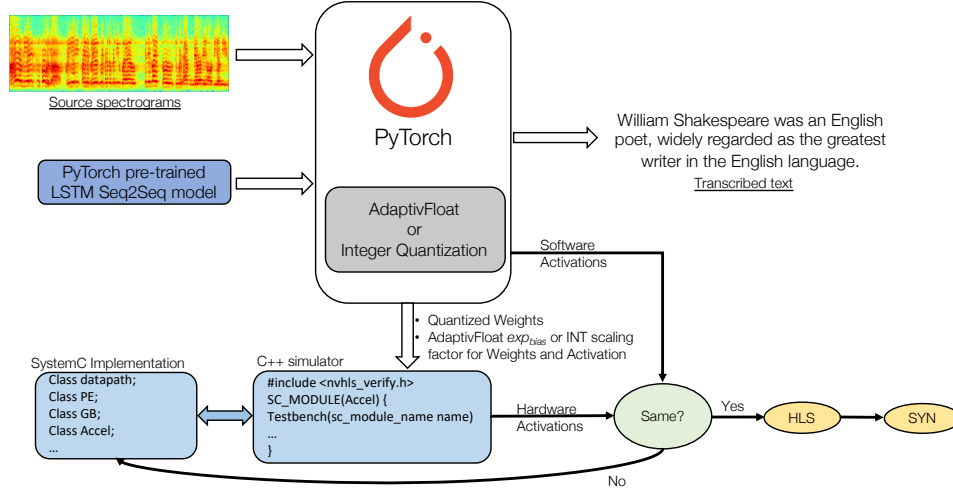 Source spectrograms
PyTorch
William Shakespeare was an English
poet, widely regarded as the greatest
writer in the English language.
Transcribed text
PyTorch pre-trained
LSTM Seq2Seq model
AdaptivFloat
or
Integer Quantization
Software
Activations
• Quantized Weights
• AdaptivFloat exp_bias or INT scaling
factor for Weights and Activation
SystemC Implementation
Class datapath;
Class PE;
Class GB;
Class Accel;
...
C++ simulator
#include <nvhls_verify.h>
SC_MODULE(Accel) {
Testbench(sc_module_name name)
...
}
Hardware
Activations
Same?
Yes
HLS
SYN
No